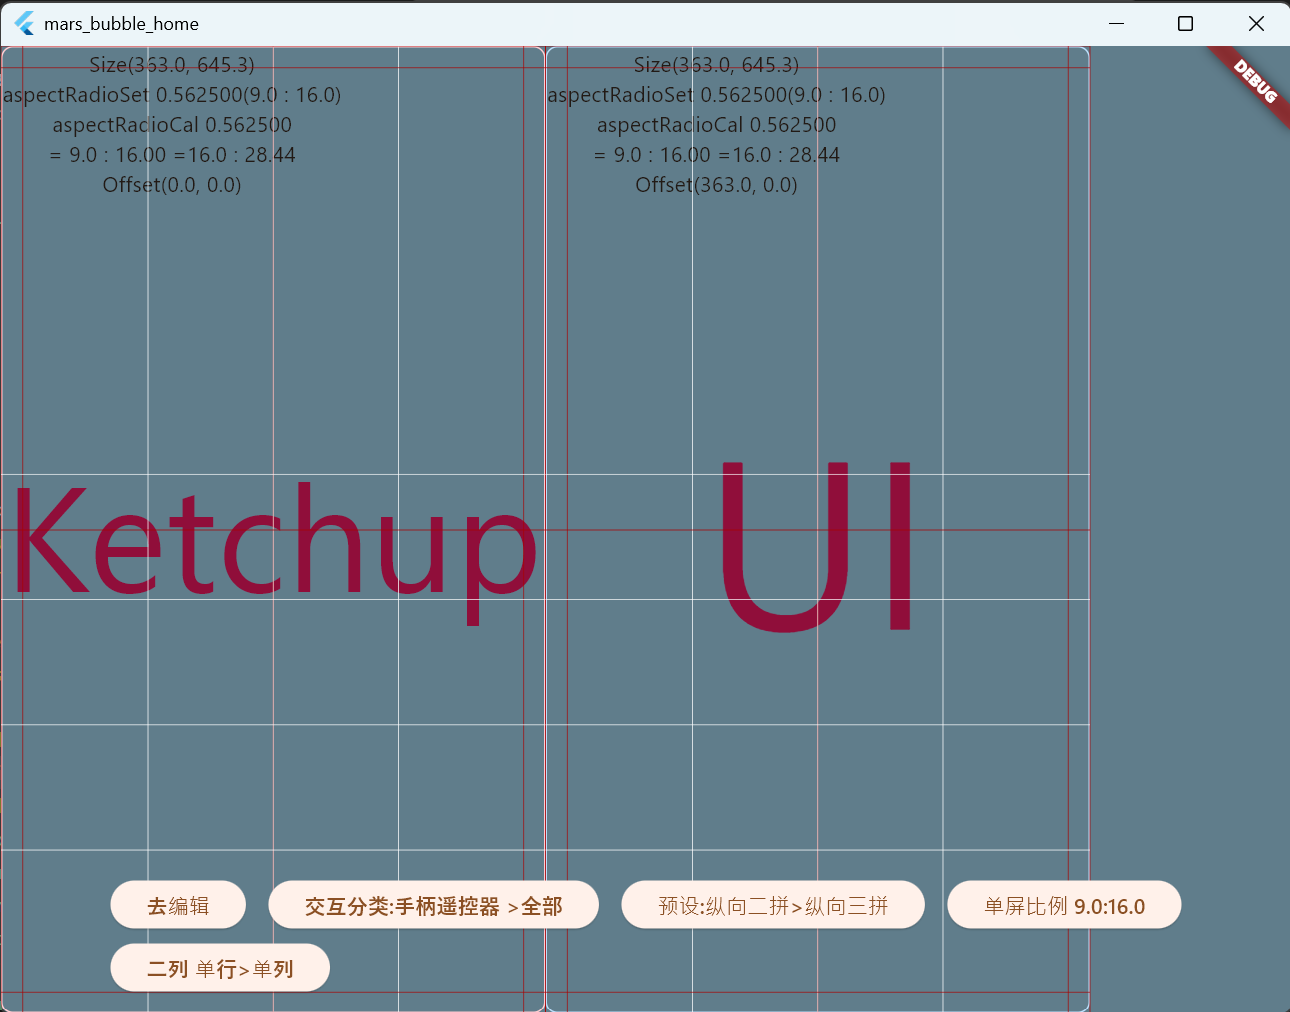 mars_bubble_home
DEBUG
Size(363.0, 645.3)
aspectRadioSet 0.562500(9.0 : 16.0)
aspectRadioCal 0.562500
= 9.0 : 16.00 =16.0 : 28.44
Offset(0.0, 0.0)
Size(363.0, 645.3)
aspectRadioSet 0.562500(9.0 : 16.0)
aspectRadioCal 0.562500
= 9.0 : 16.00 =16.0 : 28.44
Offset(363.0, 0.0)
Ketchup
UI
去编辑
交互分类:手柄遥控器 >全部
预设:纵向二拼>纵向三拼
单屏比例 9.0:16.0
二列 单行>单列